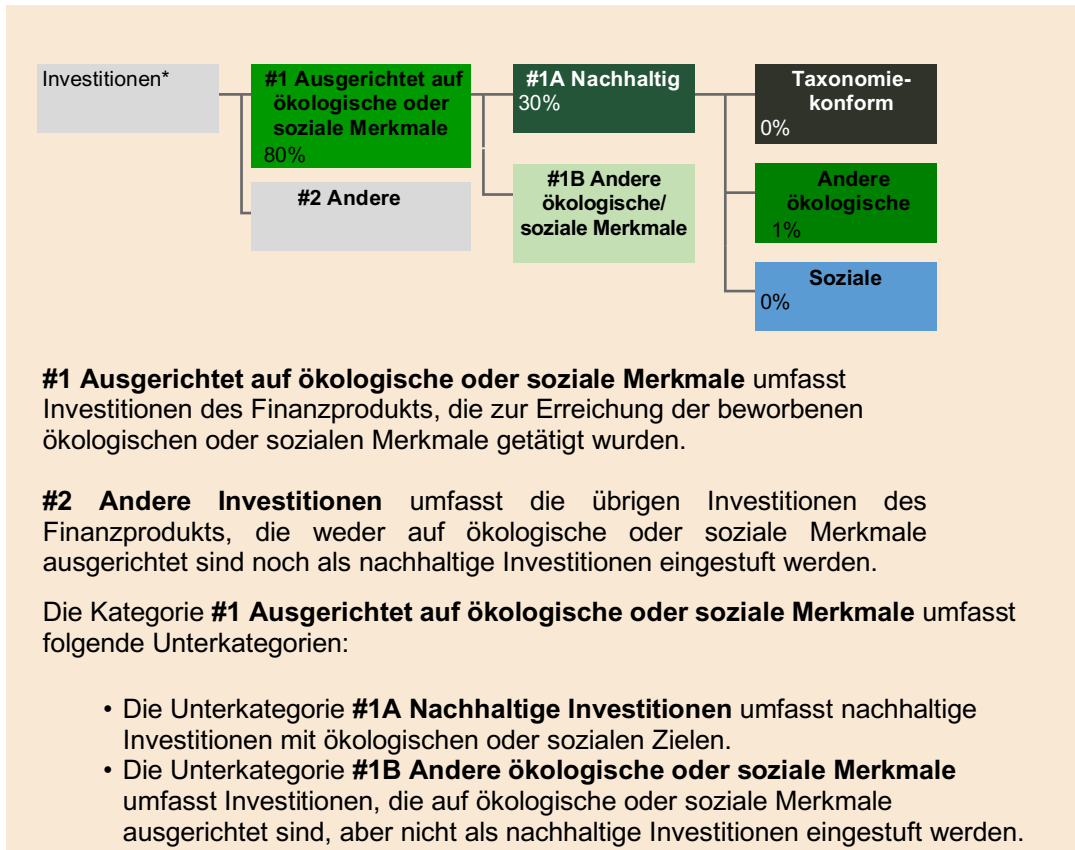 Investitionen*
#1 Ausgerichtet auf
ökologische oder
soziale Merkmale
80%
#2 Andere
#1A Nachhaltig
30%
#1B Andere
ökologische/
soziale Merkmale
Taxonomie-
konform
0%
Andere
ökologische
1%
Soziale
0%
#1 Ausgerichtet auf ökologische oder soziale Merkmale umfasst
Investitionen des Finanzprodukts, die zur Erreichung der beworbenen
ökologischen oder sozialen Merkmale getätigt wurden.
#2 Andere Investitionen umfasst die übrigen Investitionen des
Finanzprodukts, die weder auf ökologische oder soziale Merkmale
ausgerichtet sind noch als nachhaltige Investitionen eingestuft werden.
Die Kategorie #1 Ausgerichtet auf ökologische oder soziale Merkmale umfasst
folgende Unterkategorien:
• Die Unterkategorie #1A Nachhaltige Investitionen umfasst nachhaltige
Investitionen mit ökologischen oder sozialen Zielen.
• Die Unterkategorie #1B Andere ökologische oder soziale Merkmale
umfasst Investitionen, die auf ökologische oder soziale Merkmale
ausgerichtet sind, aber nicht als nachhaltige Investitionen eingestuft werden.